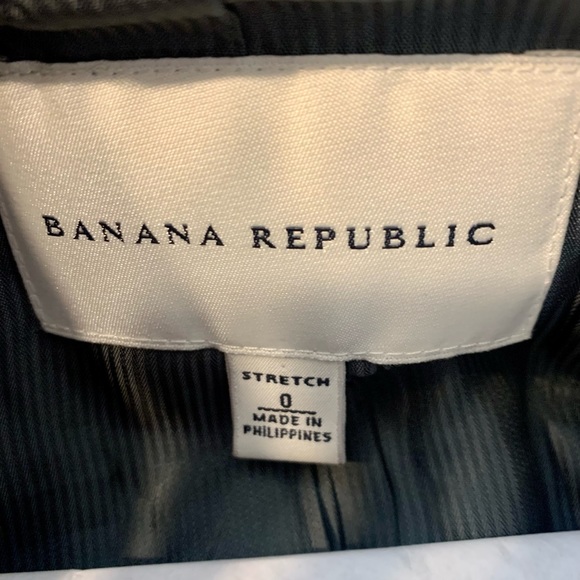 BANANA REPUBLIC
STRETCH
0
MADE IN
PHILIPPINES